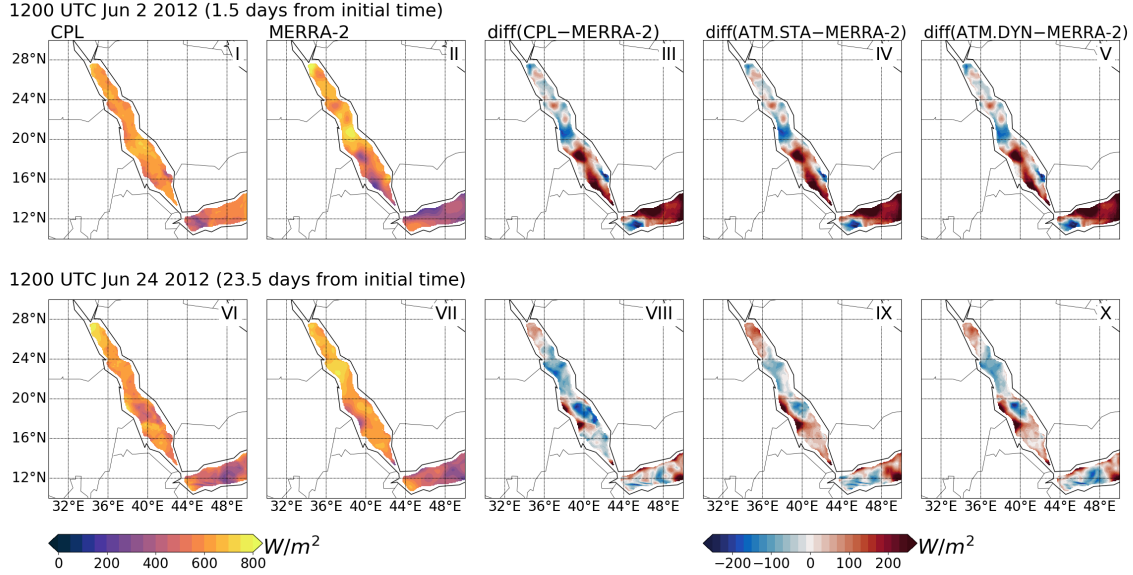 1200 UTC Jun 2 2012 (1.5 days from initial time)
CPL MERRA-2 diff(CPL−MERRA-2) diff(ATM.STA−MERRA-2) diff(ATM.DYN−MERRA-2)
I II III IV V
28°N
24°N
20°N
16°N
12°N
1200 UTC Jun 24 2012 (23.5 days from initial time)
VI VII VIII IX X
28°N
24°N
20°N
16°N
12°N
32°E 36°E 40°E 44°E 48°E 32°E 36°E 40°E 44°E 48°E 32°E 36°E 40°E 44°E 48°E 32°E 36°E 40°E 44°E 48°E 32°E 36°E 40°E 44°E 48°E
W/m² W/m²
0 200 400 600 800 −200 −100 0 100 200